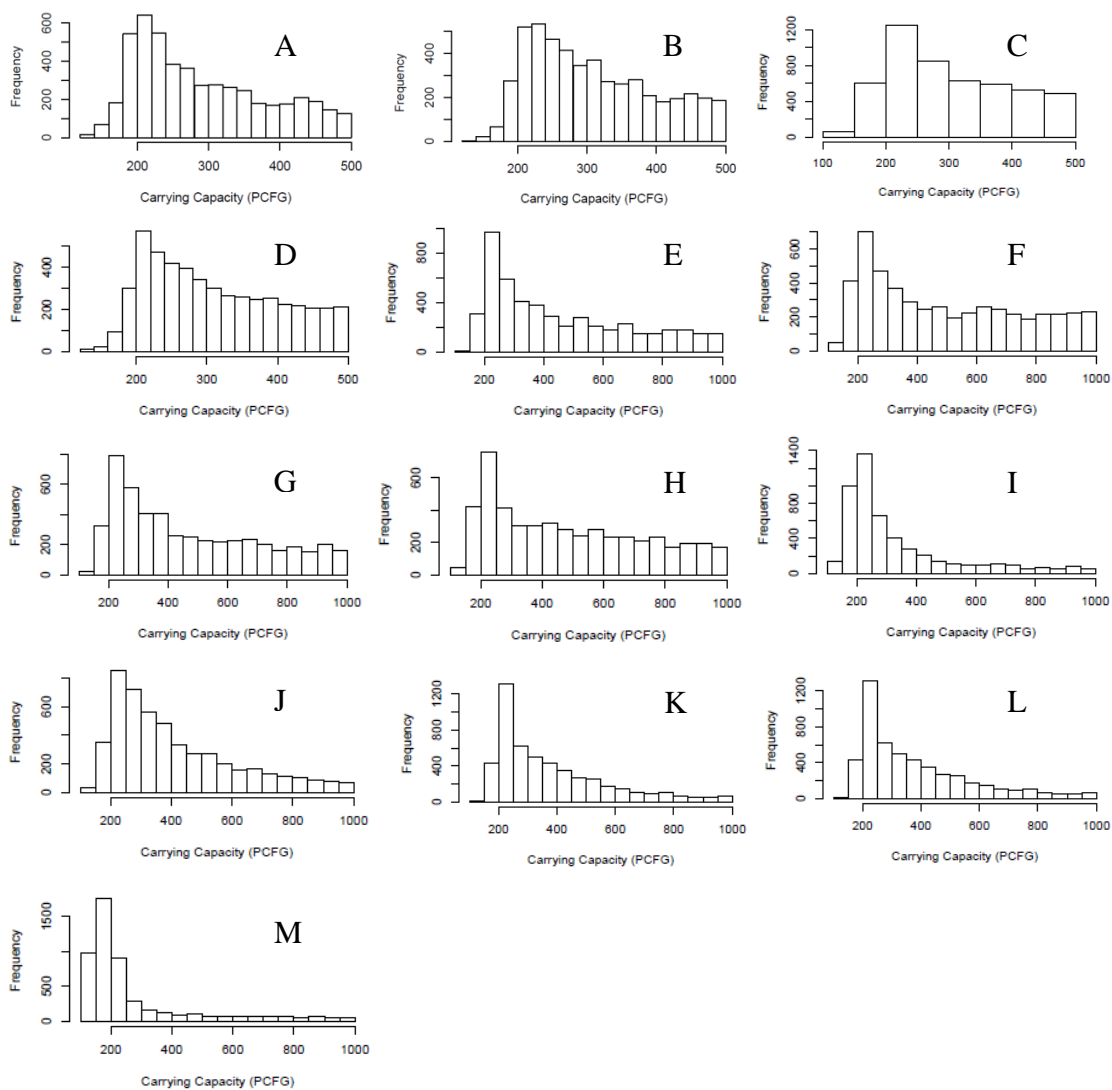 A
Frequency
0 200 400 600
200 300 400 500
Carrying Capacity (PCFG)
B
Frequency
0 200 400
200 300 400 500
Carrying Capacity (PCFG)
C
Frequency
0 400 800 1200
100 200 300 400 500
Carrying Capacity (PCFG)
D
Frequency
0 200 400
200 300 400 500
Carrying Capacity (PCFG)
E
Frequency
0 400 800
200 400 600 800 1000
Carrying Capacity (PCFG)
F
Frequency
0 200 400 600
200 400 600 800 1000
Carrying Capacity (PCFG)
G
Frequency
0 200 600
200 400 600 800 1000
Carrying Capacity (PCFG)
H
Frequency
0 200 400 600
200 400 600 800 1000
Carrying Capacity (PCFG)
I
Frequency
0 400 800 1400
200 400 600 800 1000
Carrying Capacity (PCFG)
J
Frequency
0 200 600
200 400 600 800 1000
Carrying Capacity (PCFG)
K
Frequency
0 400 800 1200
200 400 600 800 1000
Carrying Capacity (PCFG)
L
Frequency
0 400 800 1200
200 400 600 800 1000
Carrying Capacity (PCFG)
M
Frequency
0 500 1500
200 400 600 800 1000
Carrying Capacity (PCFG)